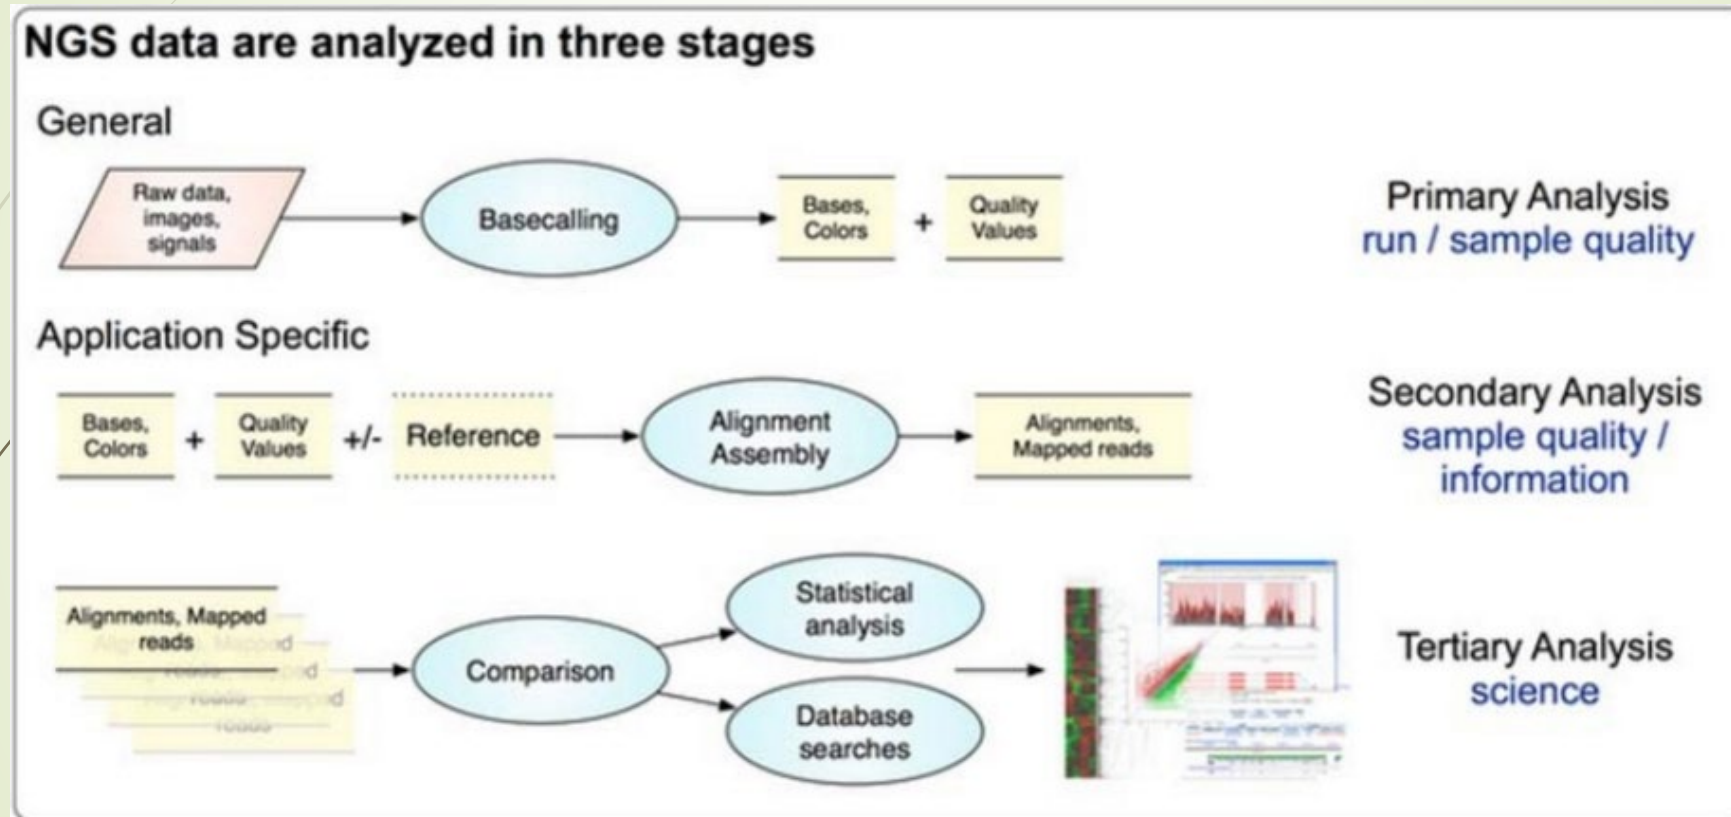 NGS data are analyzed in three stages
General
Raw data,
images,
signals
Basecalling
Bases,
Colors
+
Quality
Values
Primary Analysis
run / sample quality
Application Specific
Bases,
Colors
+
Quality
Values
+/-
Reference
Alignment
Assembly
Alignments,
Mapped reads
Secondary Analysis
sample quality /
information
Alignments, Mapped
reads
Comparison
Statistical
analysis
Database
searches
Tertiary Analysis
science